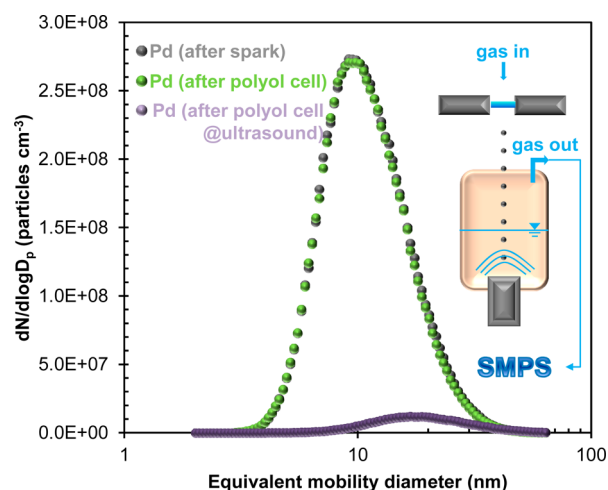 3.0E+08
2.5E+08
2.0E+08
1.5E+08
1.0E+08
5.0E+07
0.0E+00
dN/dlogDp (particles cm-3)
Pd (after spark)
Pd (after polyol cell)
Pd (after polyol cell
@ultrasound)
gas in
gas out
SMPS
1
10
100
Equivalent mobility diameter (nm)